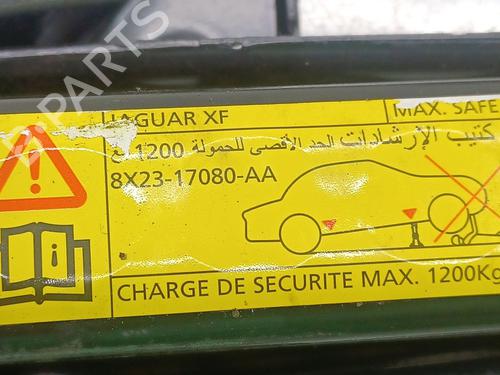 JAGUAR XF
MAX. SAFE
كتيب الإرشادات الحد الأقصى للحمولة 1200 كغ
8X23-17080-AA
CHARGE DE SECURITE MAX. 1200Kg
B-PARTS